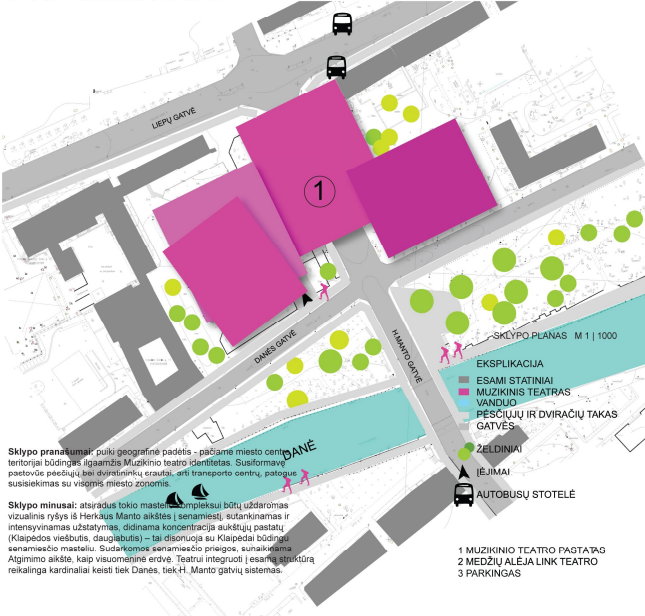 LIEPŲ GATVĖ
1
DANĖS GATVĖ
H.MANTO GATVĖ
DANĖ
SKLYPO PLANAS M 1 | 1000
EKSPLIKACIJA
ESAMI STATINIAI
MUZIKINIS TEATRAS
VANDUO
PĖSČIŲJŲ IR DVIRAČIŲ TAKAS
GATVĖS
ŽELDINIAI
ĮĖJIMAI
AUTOBUSŲ STOTELĖ
Sklypo pranašumai: puiki geografinė padėtis - pačiame miesto centre,
teritorijai būdingas ilgaamžis Muzikinio teatro identitetas. Susiformavę
pastovūs pėsčiųjų bei dviratininkų srautai, arti transporto centrų, patogus
susisiekimas su visomis miesto zonomis.
Sklypo minusai: atsiradus tokio mastelio kompleksui būtų uždaromas
vizualinis ryšys iš Herkaus Manto aikštės į senamiestį, sutankinamas ir
intensyvinamas užstatymas, didinama koncentracija aukštųjų pastatų
(Klaipėdos viešbutis, daugiabutis) – tai disonuoja su Klaipėdai būdingu
senamiesčio masteliu. Sudarkomos senamiesčio prieigos, sunaikinama
Atgimimo aikštė, kaip visuomeninė erdvė. Teatrui integruoti į esamą struktūrą
reikalinga kardinaliai keisti tiek Danės, tiek H. Manto gatvių sistemas.
1 MUZIKINIO TEATRO PASTATAS
2 MEDŽIŲ ALĖJA LINK TEATRO
3 PARKINGAS